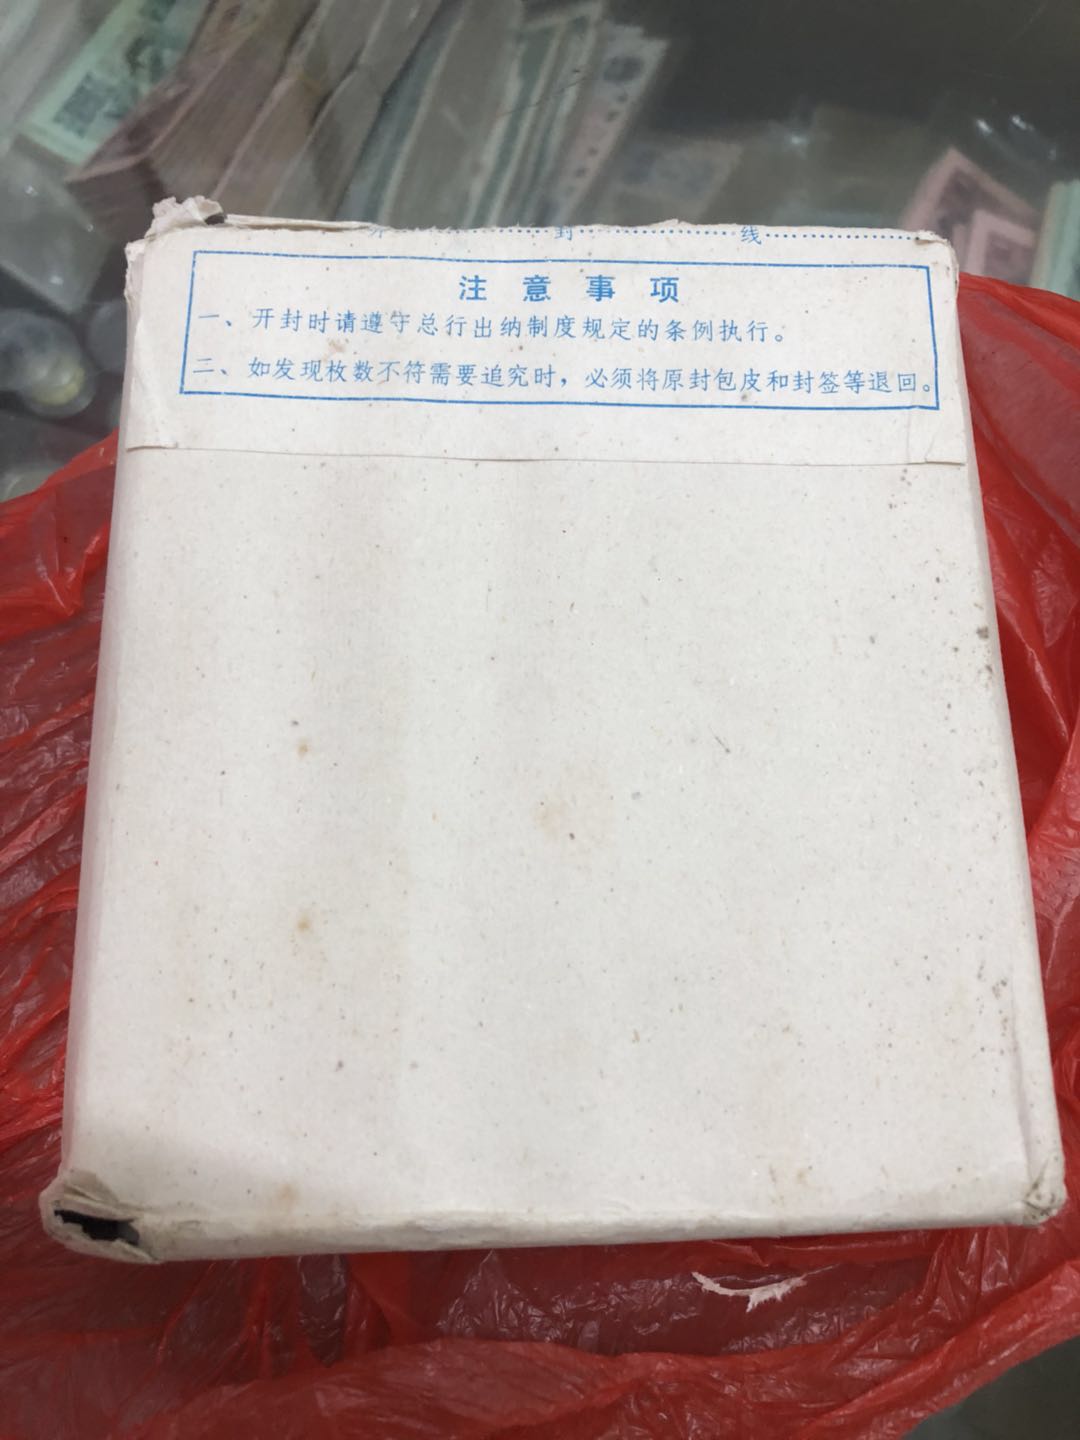 开··········封··················线··················
注意事项
一、开封时请遵守总行出纳制度规定的条例执行。
二、如发现枚数不符需要追究时，必须将原封包皮和封签等退回。